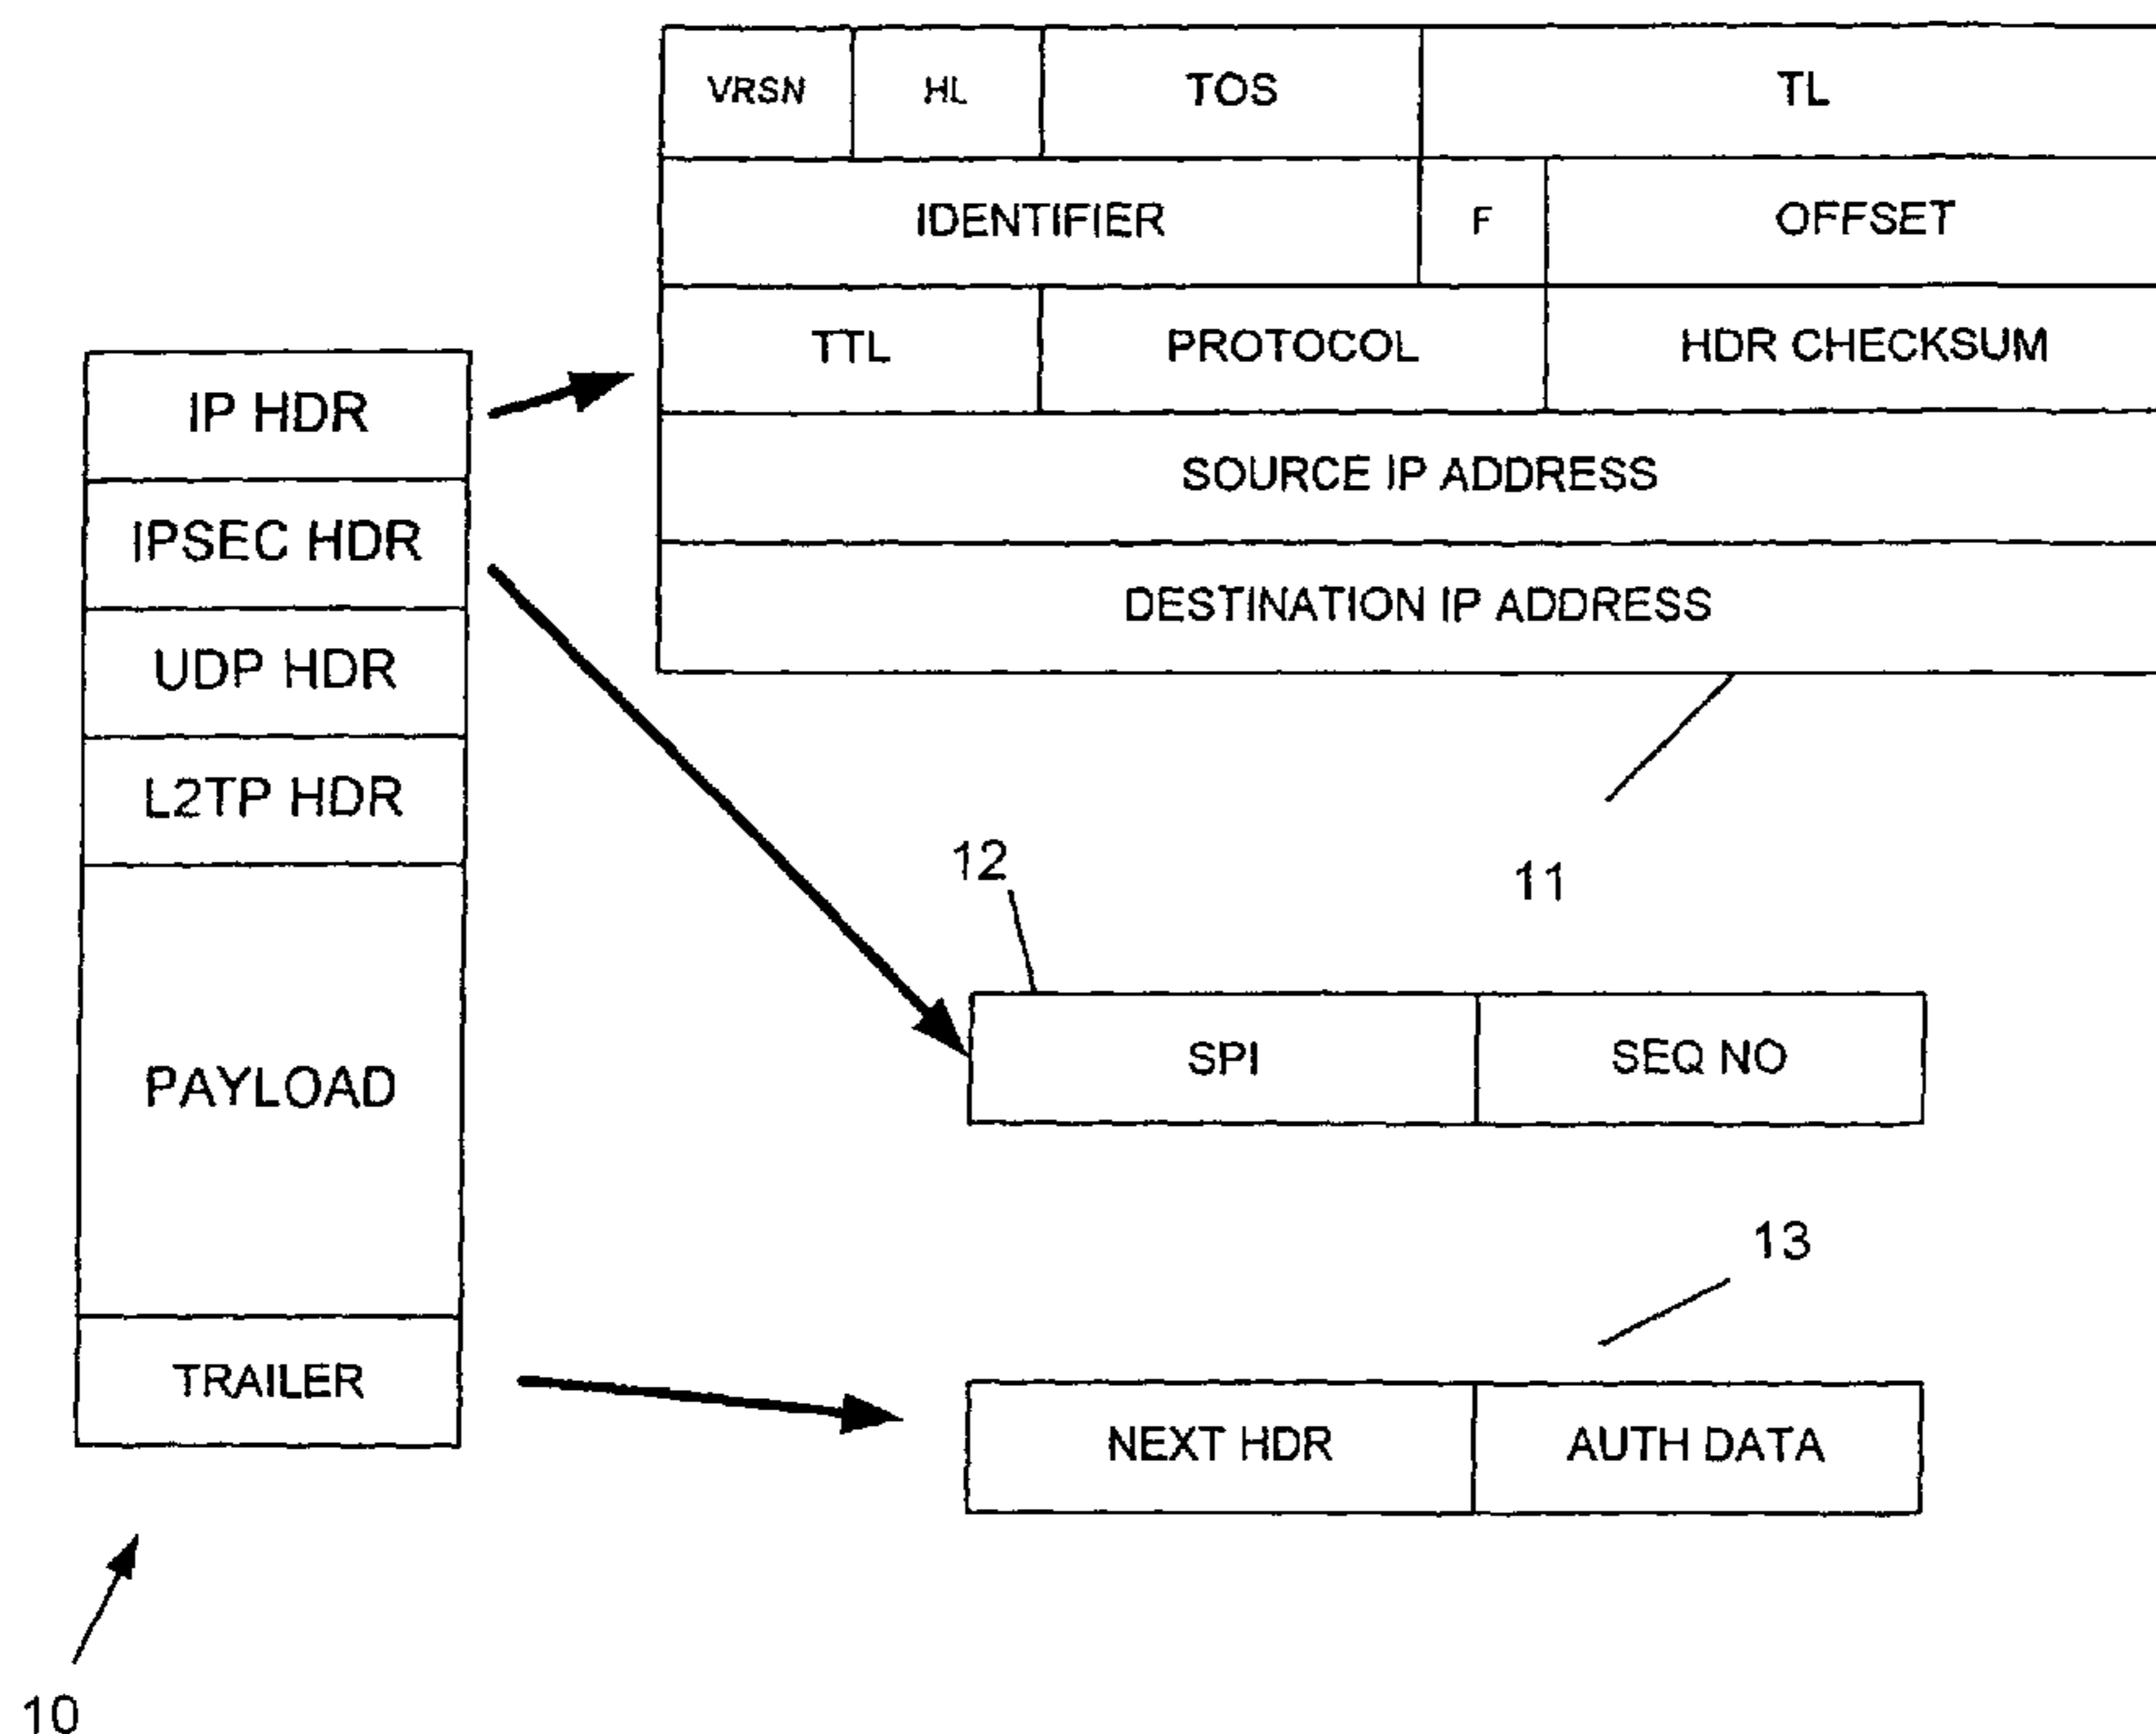 VRSN HL TOS TL
IDENTIFIER F OFFSET
TTL PROTOCOL HDR CHECKSUM
SOURCE IP ADDRESS
DESTINATION IP ADDRESS
11
IP HDR
IPSEC HDR
UDP HDR
L2TP HDR
PAYLOAD
TRAILER
10
12
SPI SEQ NO
13
NEXT HDR AUTH DATA